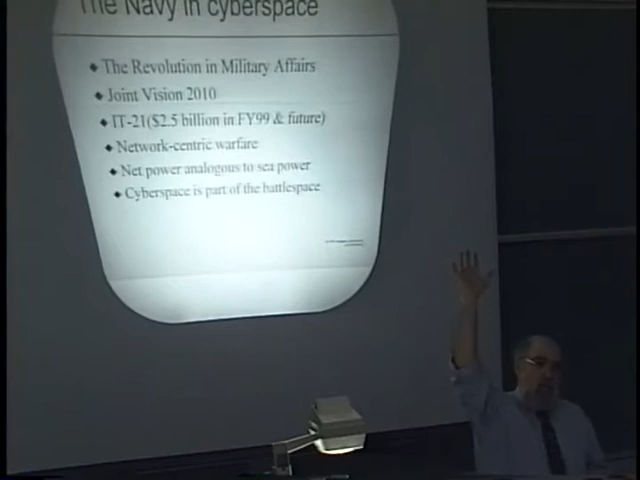 The Navy in cyberspace
◆ The Revolution in Military Affairs
◆ Joint Vision 2010
◆ IT-21($2.5 billion in FY99 & future)
◆ Network-centric warfare
◆ Net power analogous to sea power
◆ Cyberspace is part of the battlespace